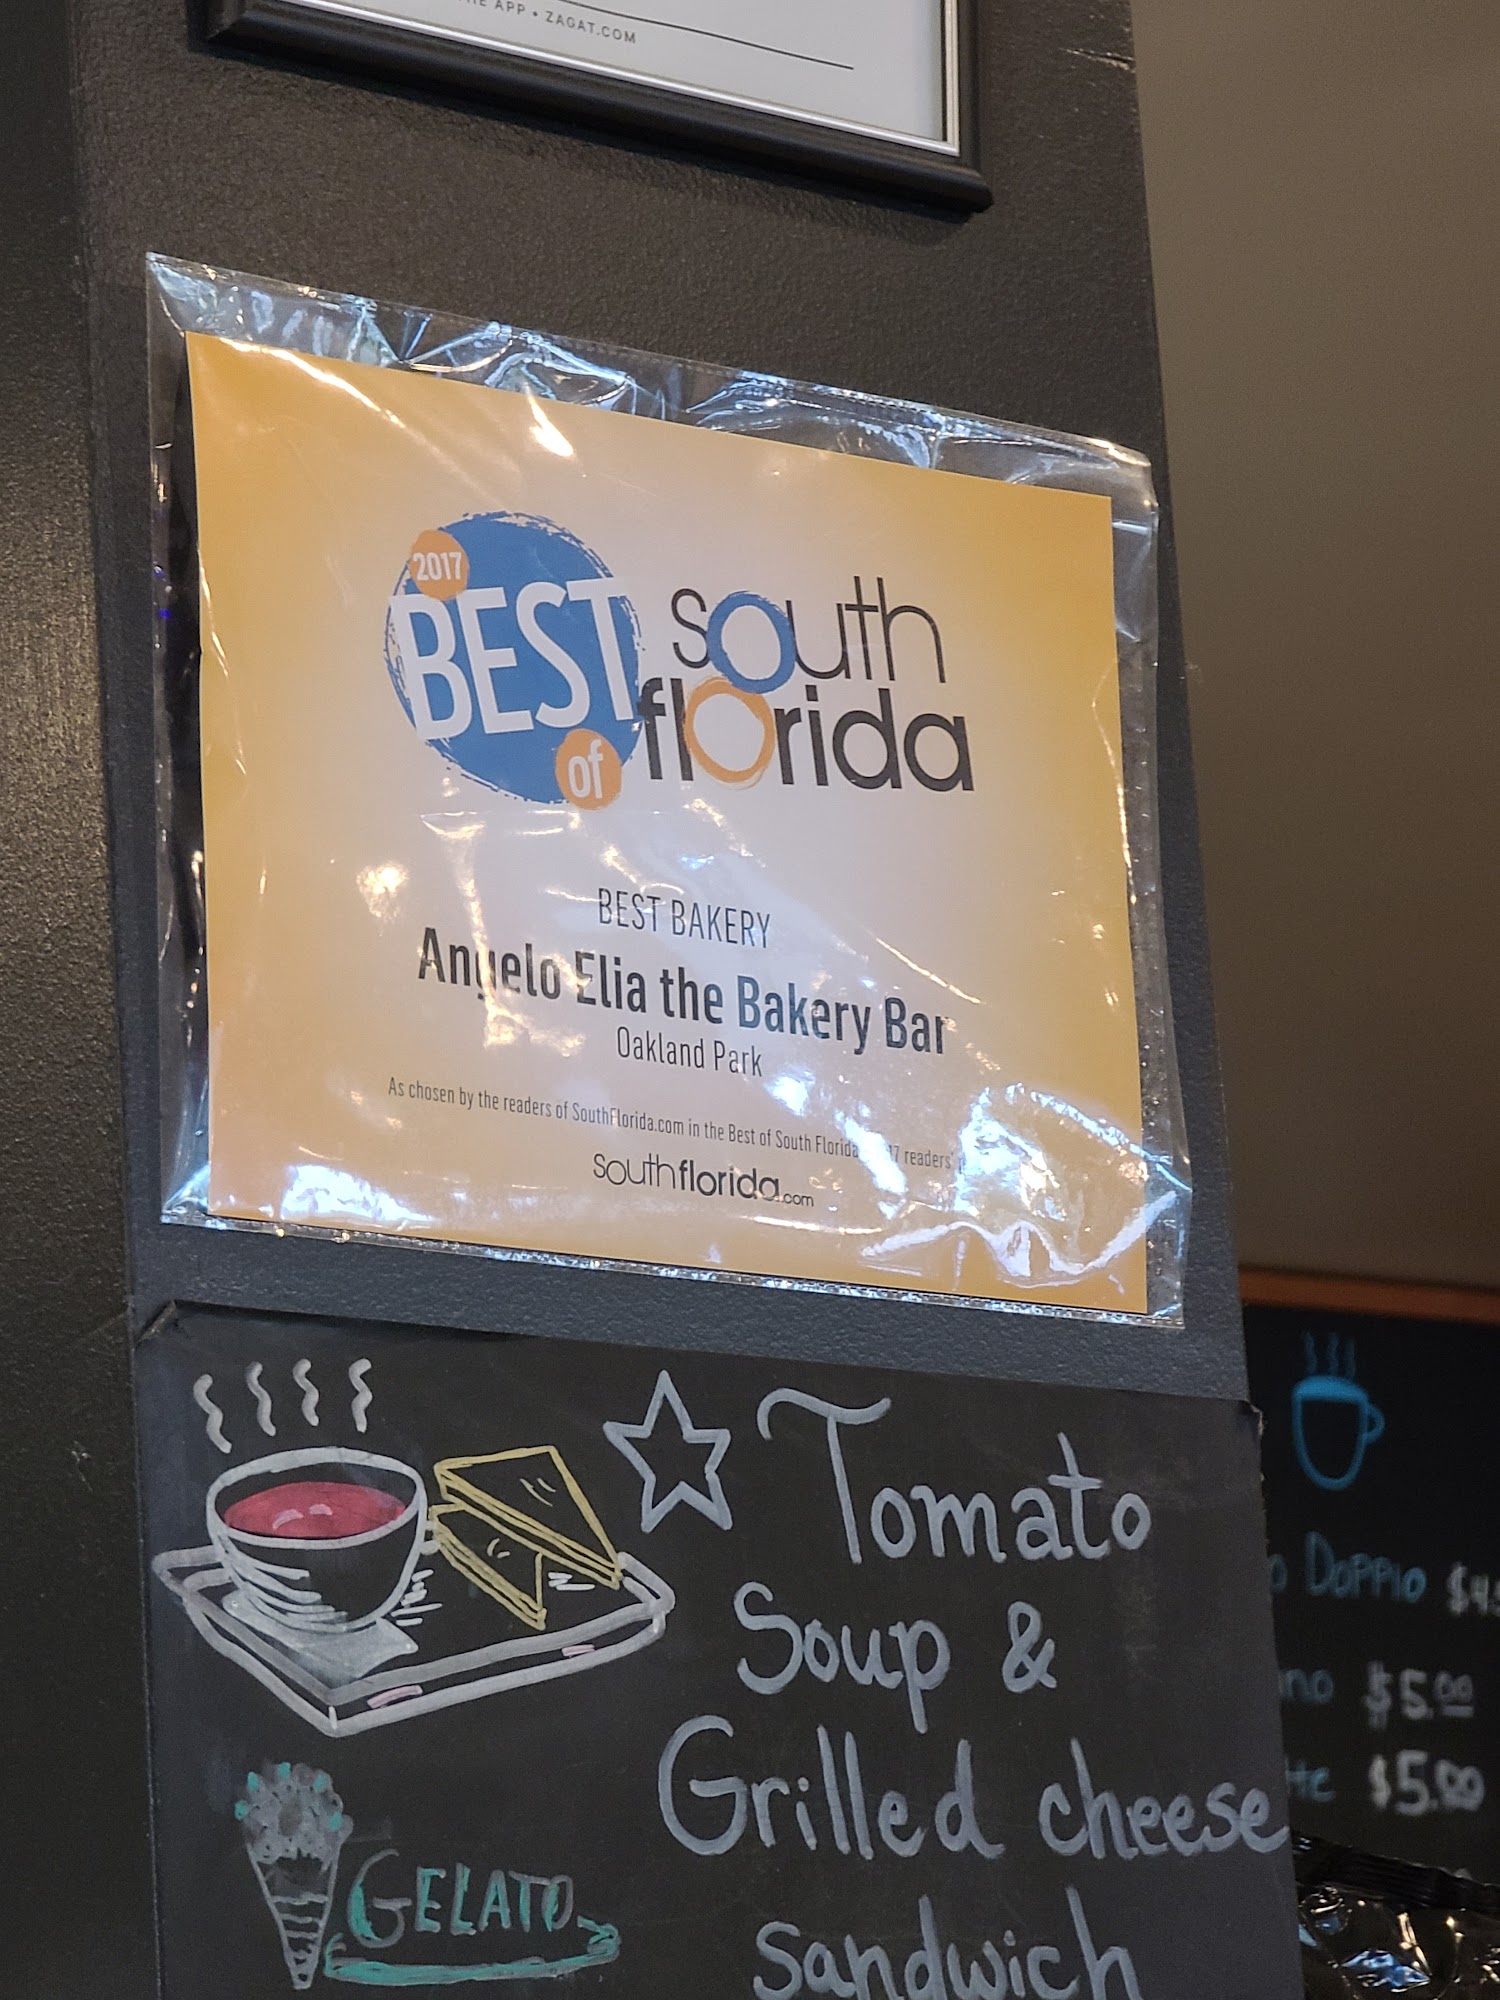 APP • ZAGAT.COM
2017
BEST
of
south
florida
BEST BAKERY
Angelo Elia the Bakery Bar
Oakland Park
As chosen by the readers of SouthFlorida.com in the Best of South Florida readers'
southflorida.com
Tomato
Soup &
Grilled cheese
sandwich
GELATO
Doppio
$5.00
$5.00